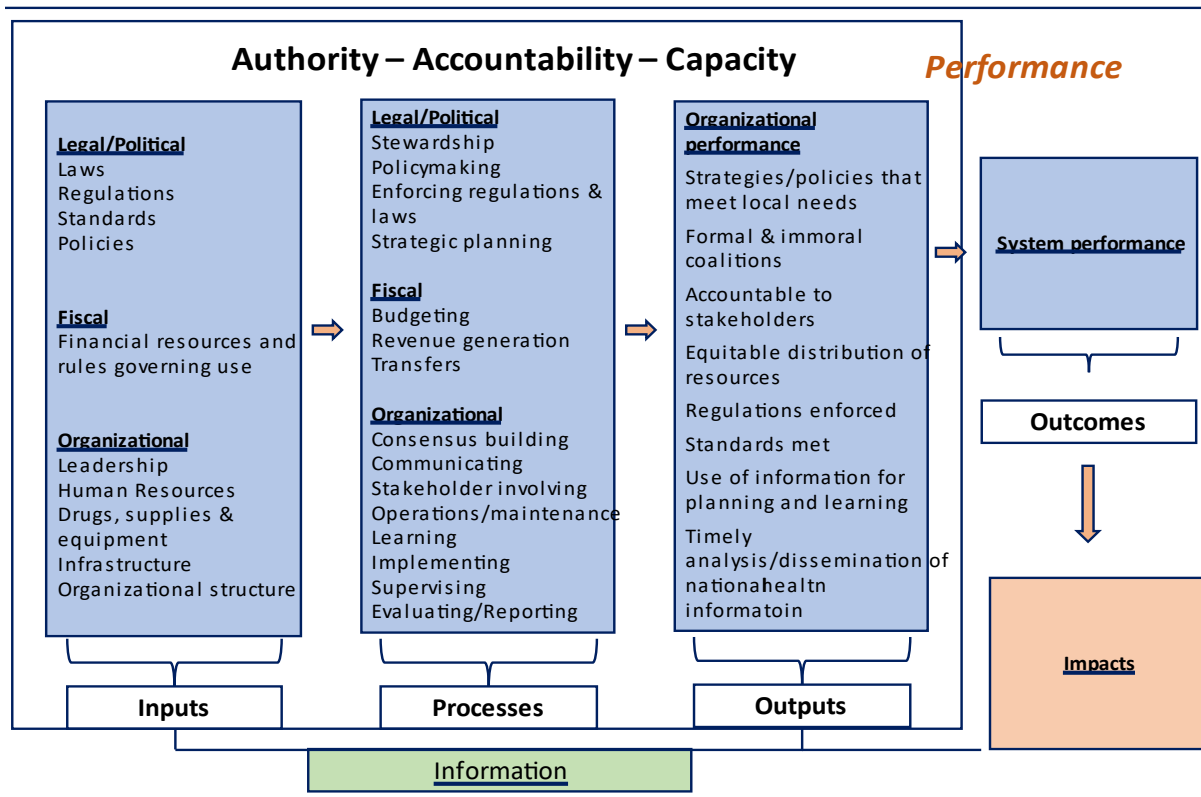 Authority – Accountability – Capacity
Performance
Legal/Political
Laws
Regulations
Standards
Policies
Fiscal
Financial resources and
rules governing use
Organizational
Leadership
Human Resources
Drugs, supplies &
equipment
Infrastructure
Organizational structure
Inputs
Legal/Political
Stewardship
Policymaking
Enforcing regulations &
laws
Strategic planning
Fiscal
Budgeting
Revenue generation
Transfers
Organizational
Consensus building
Communicating
Stakeholder involving
Operations/maintenance
Learning
Implementing
Supervising
Evaluating/Reporting
Processes
Organizational
performance
Strategies/policies that
meet local needs
Formal & immoral
coalitions
Accountable to
stakeholders
Equitable distribution of
resources
Regulations enforced
Standards met
Use of information for
planning and learning
Timely
analysis/dissemination of
nationalhealtn
informatoin
Outputs
System performance
Outcomes
Impacts
Information